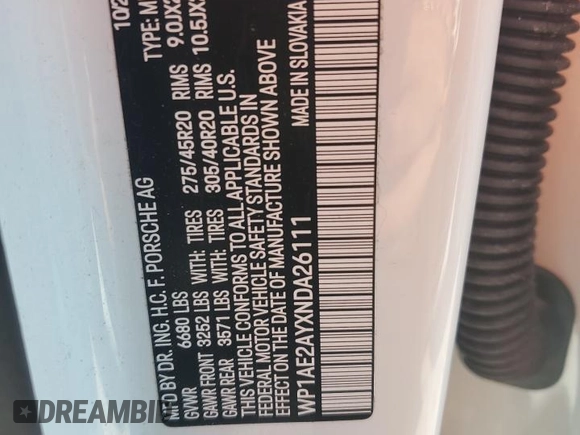 MFD BY DR. ING. H.C. F. PORSCHE AG 10/2
GVWR 6680 LBS TYPE: M
GAWR FRONT 3252 LBS WITH: TIRES 275/45R20 RIMS 9.0JX2
GAWR REAR 3571 LBS WITH: TIRES 305/40R20 RIMS 10.5JX
THIS VEHICLE CONFORMS TO ALL APPLICABLE U.S.
FEDERAL MOTOR VEHICLE SAFETY STANDARDS IN
EFFECT ON THE DATE OF MANUFACTURE SHOWN ABOVE
MADE IN SLOVAKIA
WP1AE2AYXNDA26111
DREAMBI